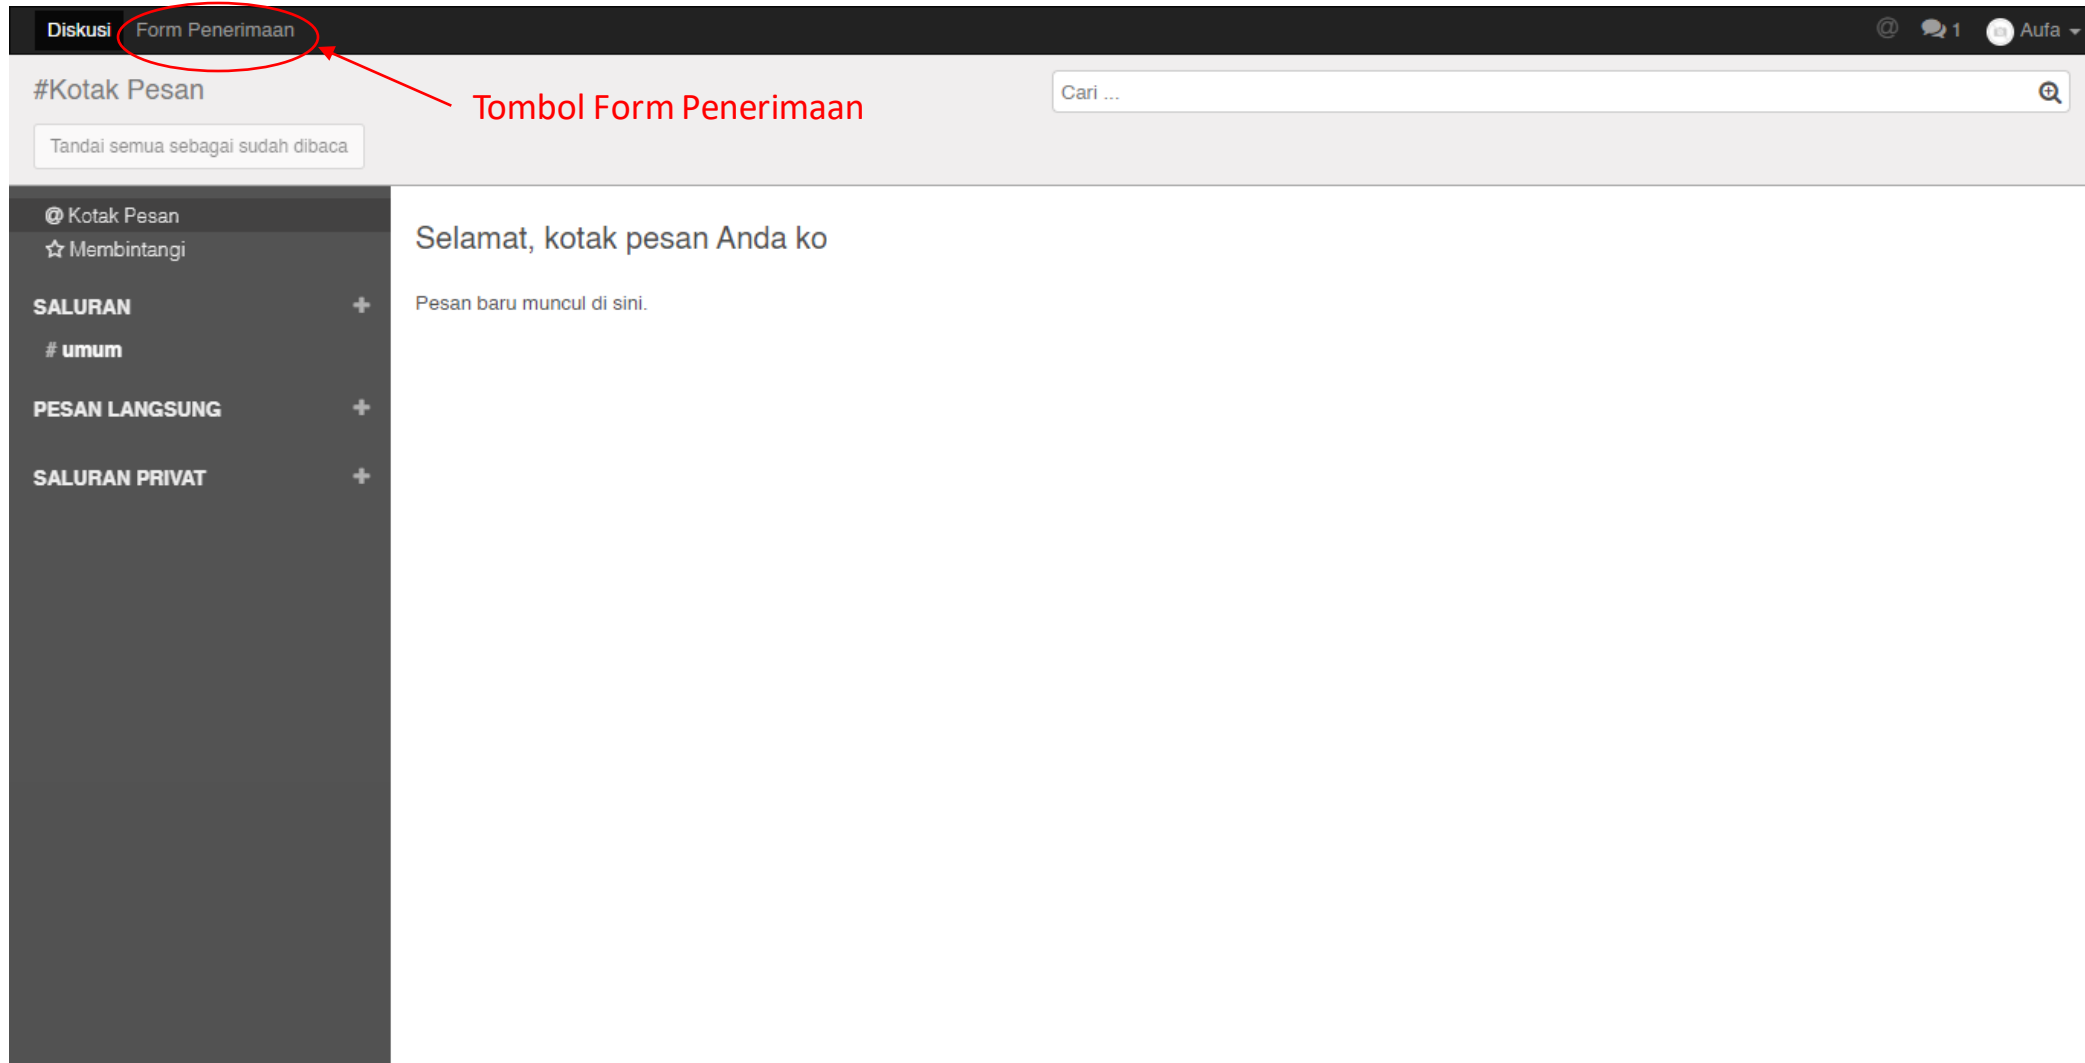 Diskusi Form Penerimaan @ 1 Aufa
#Kotak Pesan
Cari ...
Tombol Form Penerimaan
Tandai semua sebagai sudah dibaca
@ Kotak Pesan
Membintangi
SALURAN +
# umum
PESAN LANGSUNG +
SALURAN PRIVAT +
Selamat, kotak pesan Anda ko
Pesan baru muncul di sini.